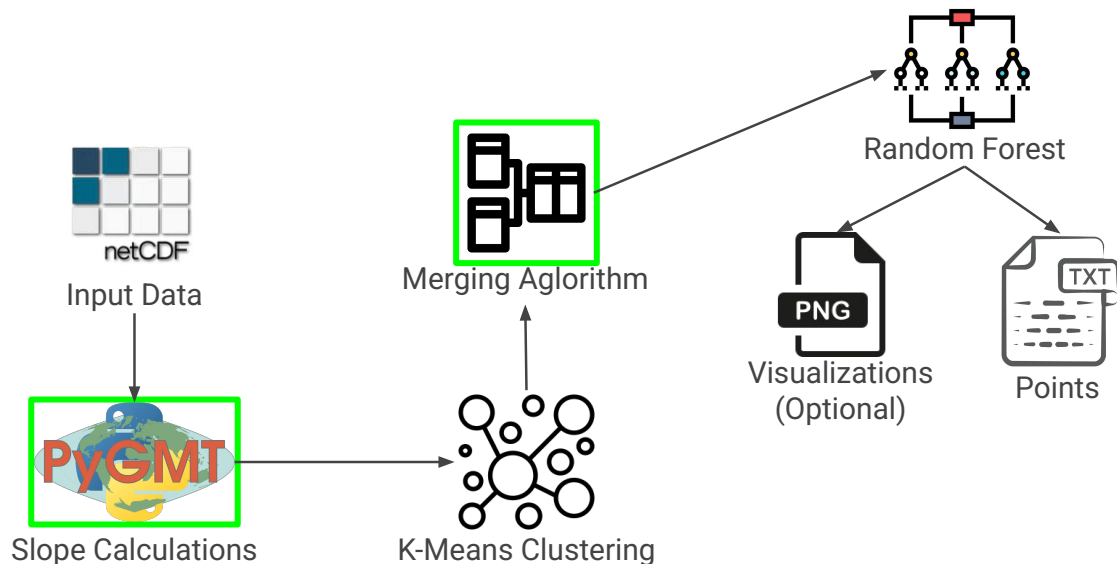 netCDF
Input Data
PyGMT
Slope Calculations
K-Means Clustering
Merging Aglorithm
Random Forest
PNG
Visualizations
(Optional)
TXT
Points